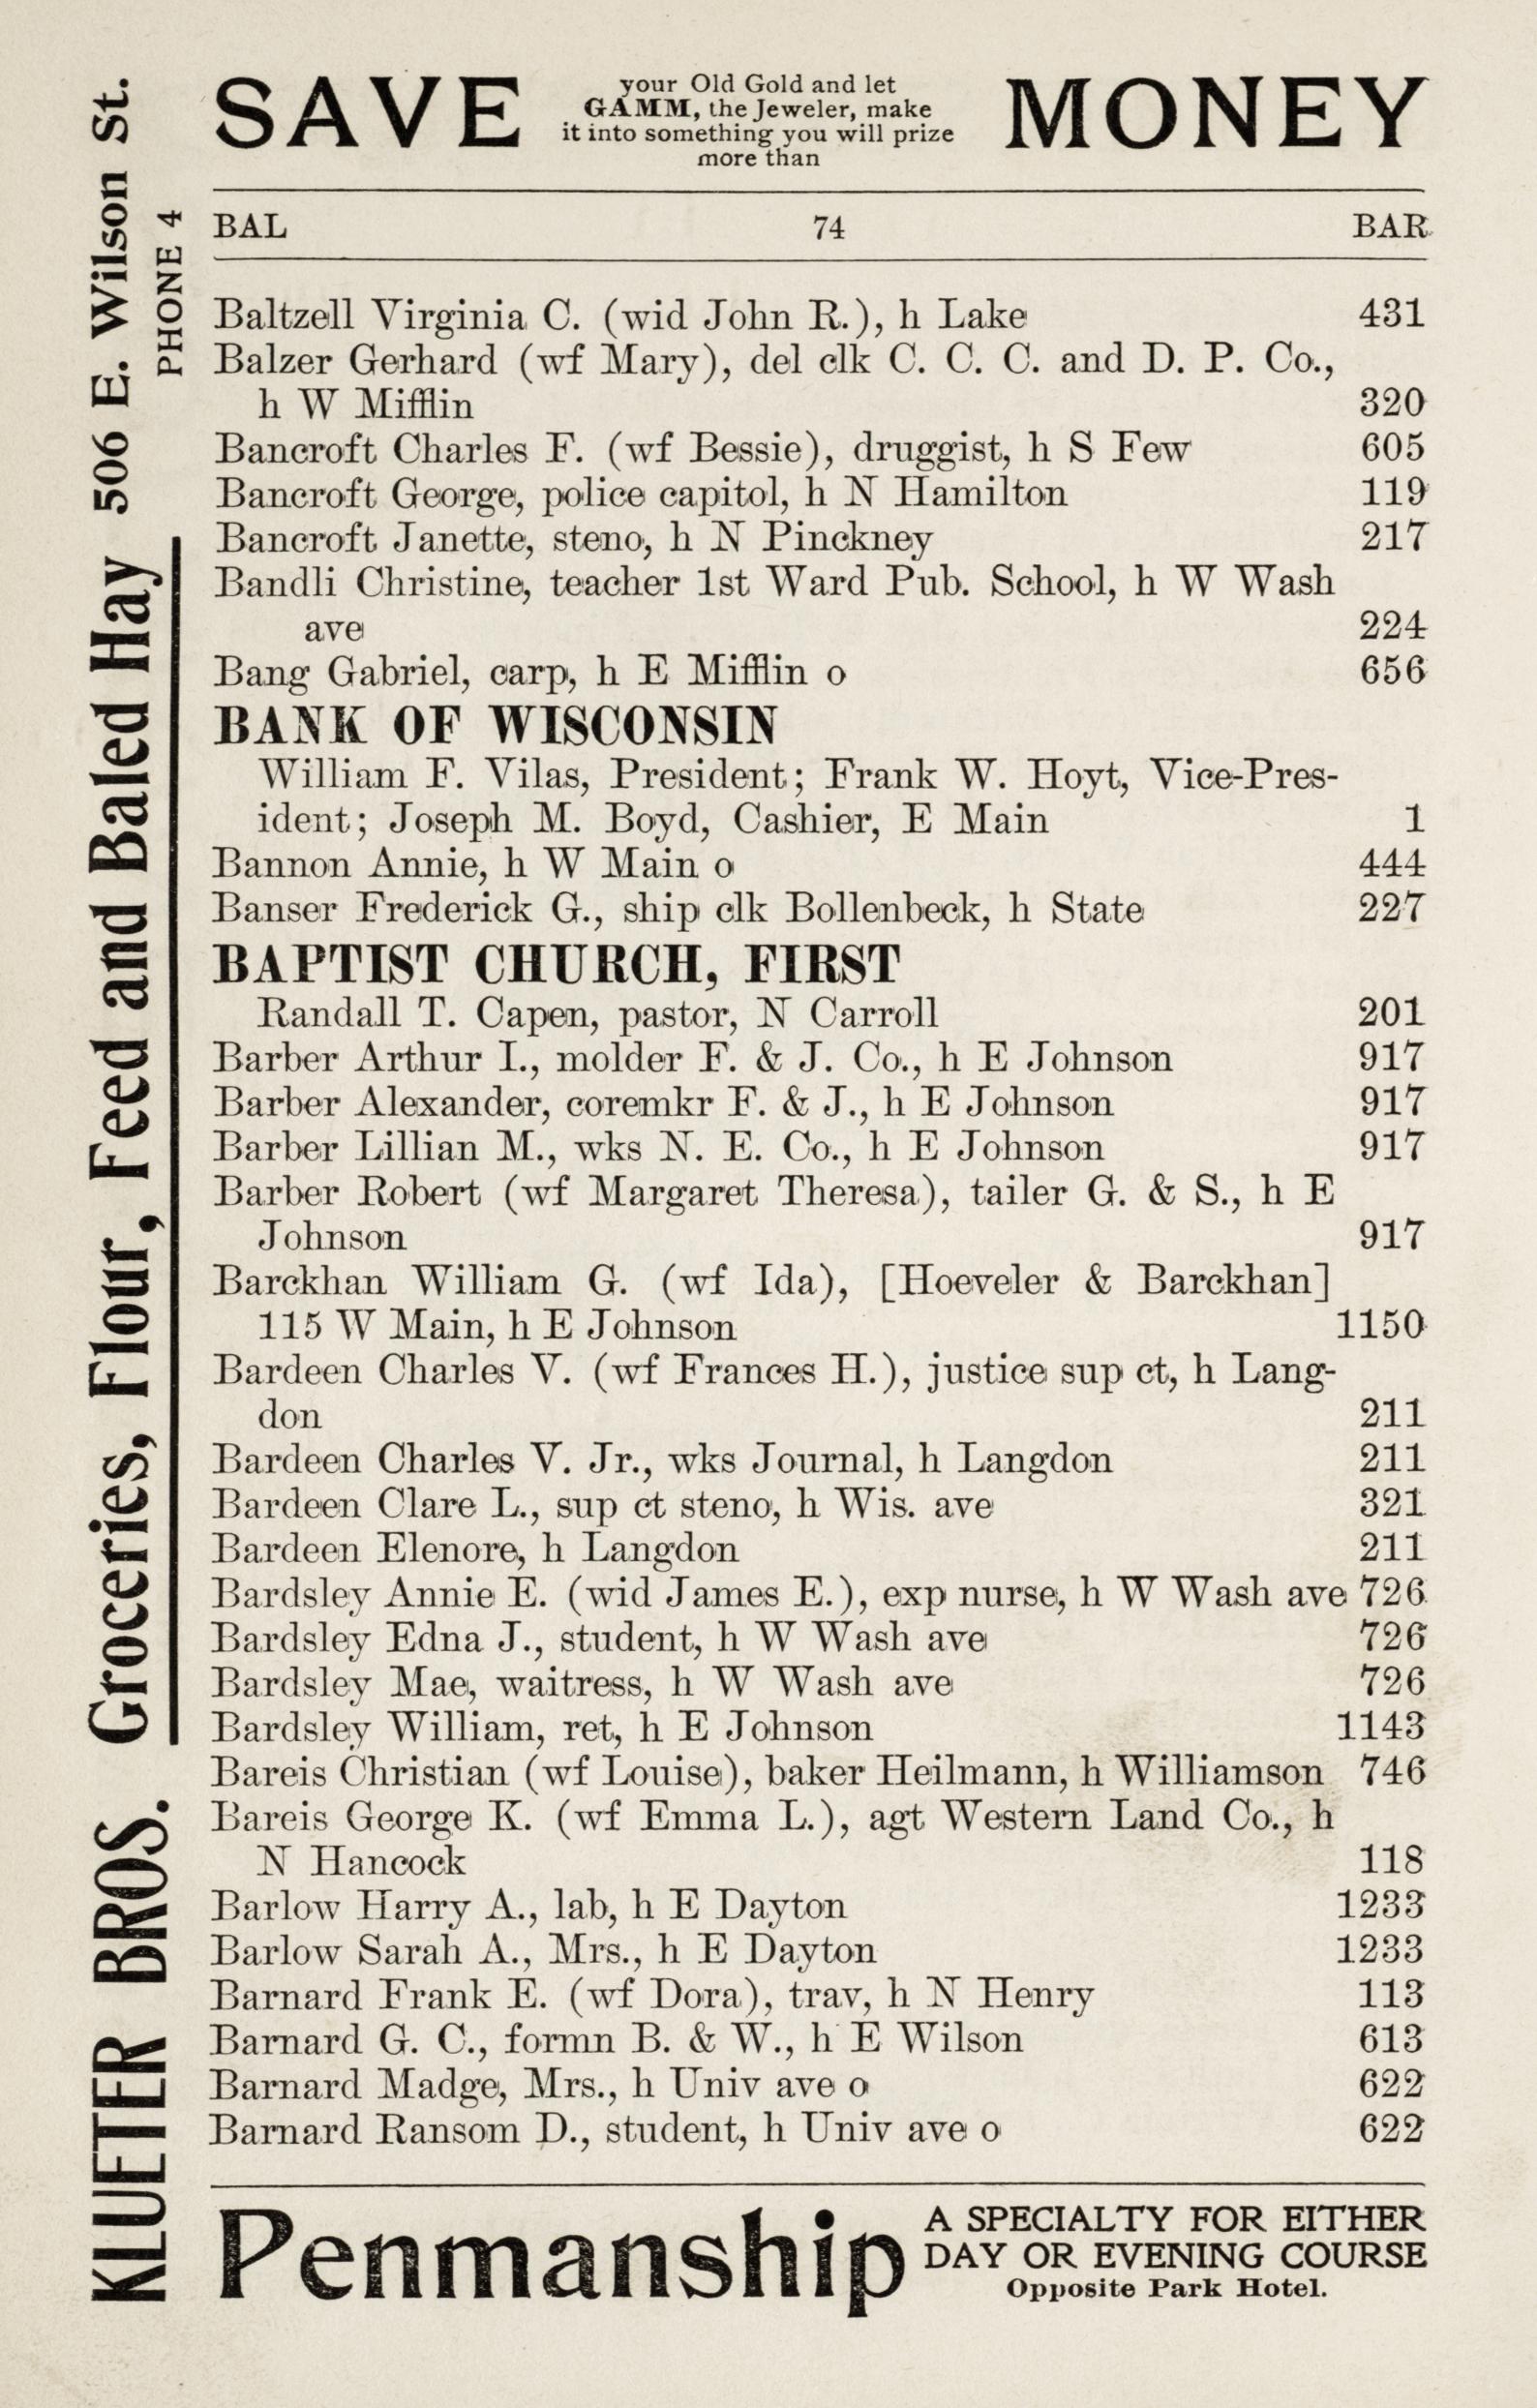 SAVE
your Old Gold and let
GAMM, the Jeweler, make
it into something you will prize
more than
MONEY
BAL 74 BAR
Baltzell Virginia C. (wid John R.), h Lake 431
Balzer Gerhard (wf Mary), del clk C. C. C. and D. P. Co.,
h W Mifflin 320
Bancroft Charles F. (wf Bessie), druggist, h S Few 605
Bancroft George, police capitol, h N Hamilton 119
Bancroft Janette, steno, h N Pinckney 217
Bandli Christine, teacher 1st Ward Pub. School, h W Wash
ave 224
Bang Gabriel, carp, h E Mifflin o 656
BANK OF WISCONSIN
William F. Vilas, President; Frank W. Hoyt, Vice-Pres-
ident; Joseph M. Boyd, Cashier, E Main 1
Bannon Annie, h W Main o 444
Banser Frederick G., ship clk Bollenbeck, h State 227
BAPTIST CHURCH, FIRST
Randall T. Capen, pastor, N Carroll 201
Barber Arthur I., molder F. & J. Co., h E Johnson 917
Barber Alexander, coremkr F. & J., h E Johnson 917
Barber Lillian M., wks N. E. Co., h E Johnson 917
Barber Robert (wf Margaret Theresa), tailer G. & S., h E
Johnson 917
Barckhan William G. (wf Ida), [Hoeveler & Barckhan]
115 W Main, h E Johnson 1150
Bardeen Charles V. (wf Frances H.), justice sup ct, h Lang-
don 211
Bardeen Charles V. Jr., wks Journal, h Langdon 211
Bardeen Clare L., sup ct steno, h Wis. ave 321
Bardeen Elenore, h Langdon 211
Bardsley Annie E. (wid James E.), exp nurse, h W Wash ave 726
Bardsley Edna J., student, h W Wash ave 726
Bardsley Mae, waitress, h W Wash ave 726
Bardsley William, ret, h E Johnson 1143
Bareis Christian (wf Louise), baker Heilmann, h Williamson 746
Bareis George K. (wf Emma L.), agt Western Land Co., h
N Hancock 118
Barlow Harry A., lab, h E Dayton 1233
Barlow Sarah A., Mrs., h E Dayton 1233
Barnard Frank E. (wf Dora), trav, h N Henry 113
Barnard G. C., formn B. & W., h E Wilson 613
Barnard Madge, Mrs., h Univ ave o 622
Barnard Ransom D., student, h Univ ave o 622
Penmanship
A SPECIALTY FOR EITHER
DAY OR EVENING COURSE
Opposite Park Hotel.
KLUETER BROS. Groceries, Flour, Feed and Baled Hay 506 E. Wilson St.
PHONE 4